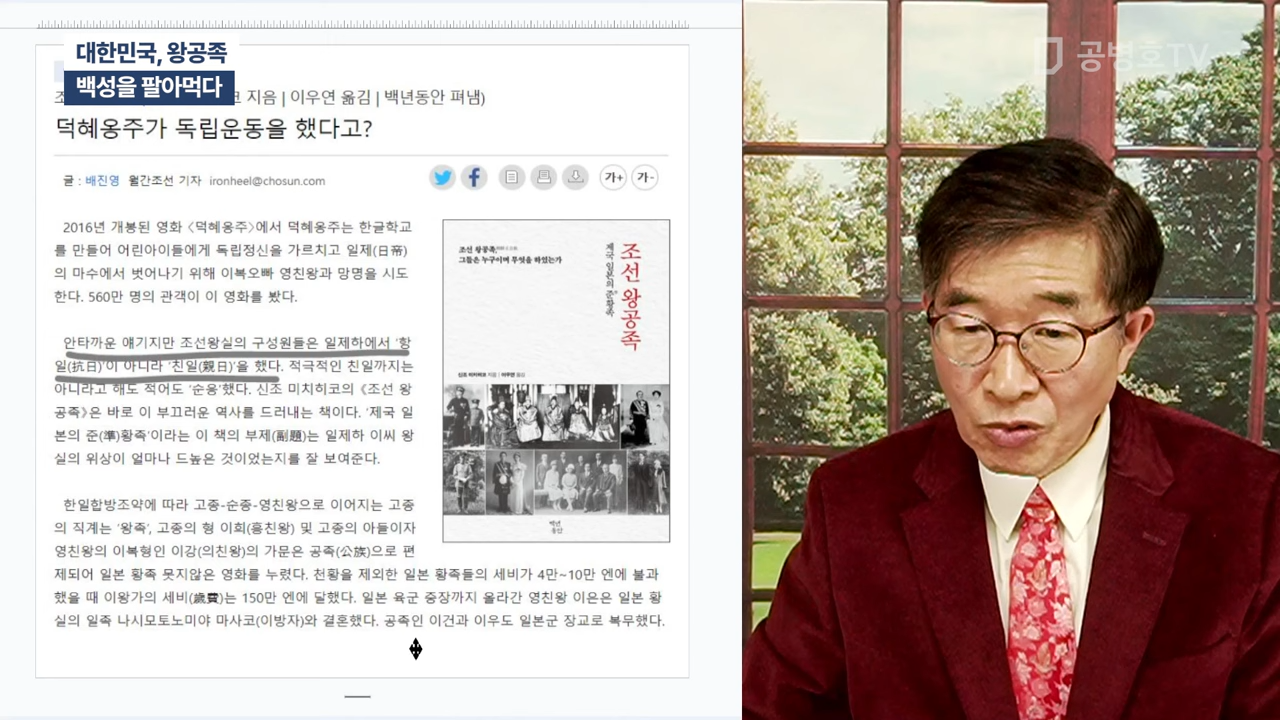 대한민국, 왕공족
백성을 팔아먹다
지음 | 이우연 옮김 | 백년동안 펴냄)
덕혜옹주가 독립운동을 했다고?
글 : 배진영 월간조선 기자 ironheel@chosun.com
가+ 가-
2016년 개봉된 영화 〈덕혜옹주〉에서 덕혜옹주는 한글학교
를 만들어 어린아이들에게 독립정신을 가르치고 일제(日帝)
의 마수에서 벗어나기 위해 이복오빠 영친왕과 망명을 시도
한다. 560만 명의 관객이 이 영화를 봤다.
안타까운 얘기지만 조선왕실의 구성원들은 일제하에서 '항
일(抗日)'이 아니라 '친일(親日)'을 했다. 적극적인 친일까지는
아니라고 해도 적어도 '순응'했다. 신조 미치히코의 《조선 왕
공족》은 바로 이 부끄러운 역사를 드러내는 책이다. '제국 일
본의 준(準)황족'이라는 이 책의 부제(副題)는 일제하 이씨 왕
실의 위상이 얼마나 드높은 것이었는지를 잘 보여준다.
한일합방조약에 따라 고종-순종-영친왕으로 이어지는 고종
의 직계는 '왕족', 고종의 형 이희(흥친왕) 및 고종의 아들이자
영친왕의 이복형인 이강(의친왕)의 가문은 공족(公族)으로 편
제되어 일본 황족 못지않은 영화를 누렸다. 천황을 제외한 일본 황족들의 세비가 4만~10만 엔에 불과
했을 때 이왕가의 세비(歲費)는 150만 엔에 달했다. 일본 육군 중장까지 올라간 영친왕 이은은 일본 황
실의 일족 나시모토노미야 마사코(이방자)와 결혼했다. 공족인 이건과 이우도 일본군 장교로 복무했다.
조선 왕공족,
그들은 누구이며 무엇을 하였는가
조선 왕공족
제국 일본의 준황족
신조 미치히코 지음 | 이우연 옮김
백년
동안
공병호TV